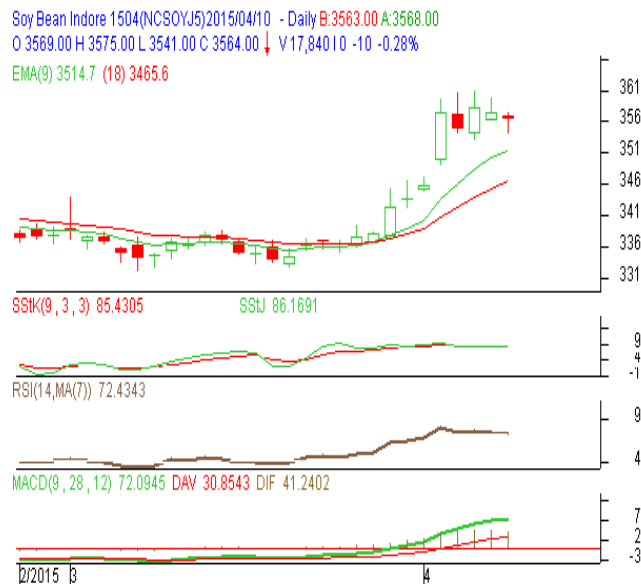 Soy Bean Indore 1504(NCSOYJ5)2015/04/10 - Daily B:3563.00 A:3568.00
O 3569.00 H 3575.00 L 3541.00 C 3564.00 ↓ V 17,840 I 0 -10 -0.28%
EMA(9) 3514.7 (18) 3465.6
361
356
351
346
341
336
331
SStK(9 , 3 , 3) 85.4305 SStJ 86.1691
9
4
-1
RSI(14,MA(7)) 72.4343
9
4
MACD(9 , 28 , 12) 72.0945 DAV 30.8543 DIF 41.2402
7
2
-3
2/2015 3 4